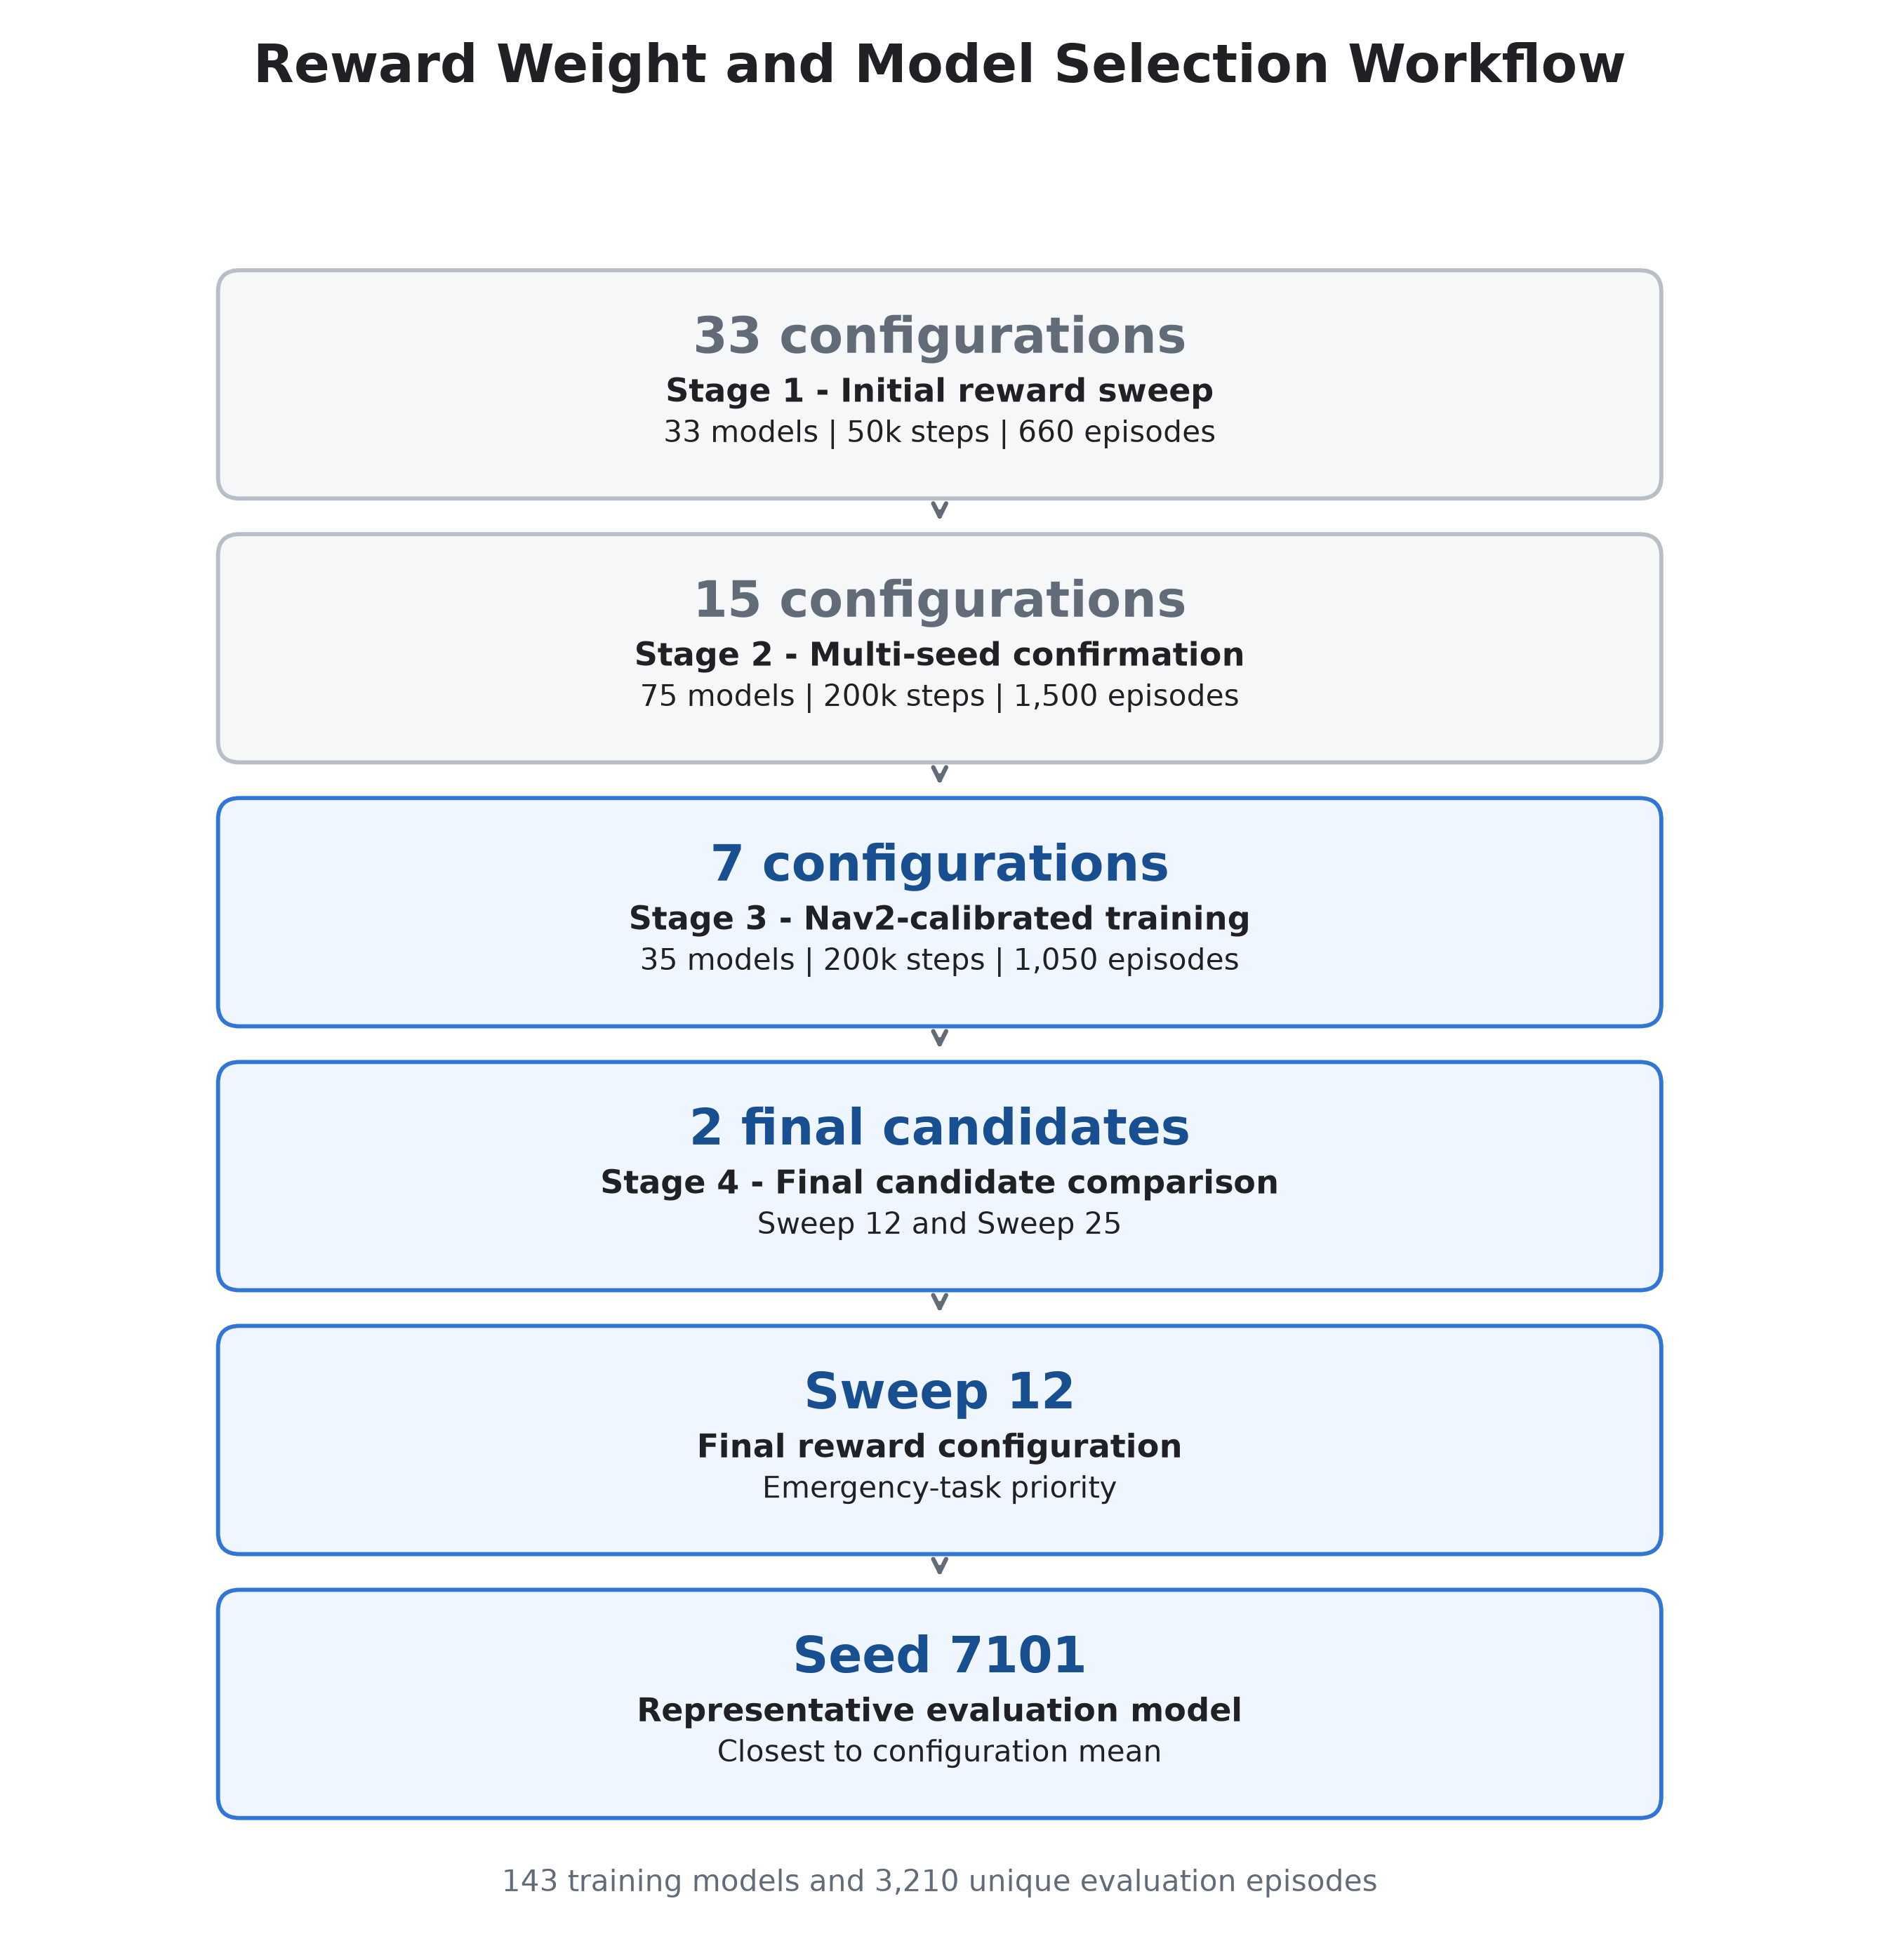 Reward Weight and Model Selection Workflow
33 configurations
Stage 1 - Initial reward sweep
33 models | 50k steps | 660 episodes
15 configurations
Stage 2 - Multi-seed confirmation
75 models | 200k steps | 1,500 episodes
7 configurations
Stage 3 - Nav2-calibrated training
35 models | 200k steps | 1,050 episodes
2 final candidates
Stage 4 - Final candidate comparison
Sweep 12 and Sweep 25
Sweep 12
Final reward configuration
Emergency-task priority
Seed 7101
Representative evaluation model
Closest to configuration mean
143 training models and 3,210 unique evaluation episodes